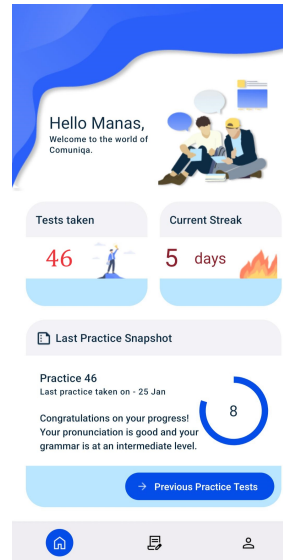 Hello Manas,
Welcome to the world of
Comuniqa.
Tests taken
Current Streak
46
5 days
Last Practice Snapshot
Practice 46
Last practice taken on - 25 Jan
Congratulations on your progress!
Your pronunciation is good and your
grammar is at an intermediate level.
8
Previous Practice Tests